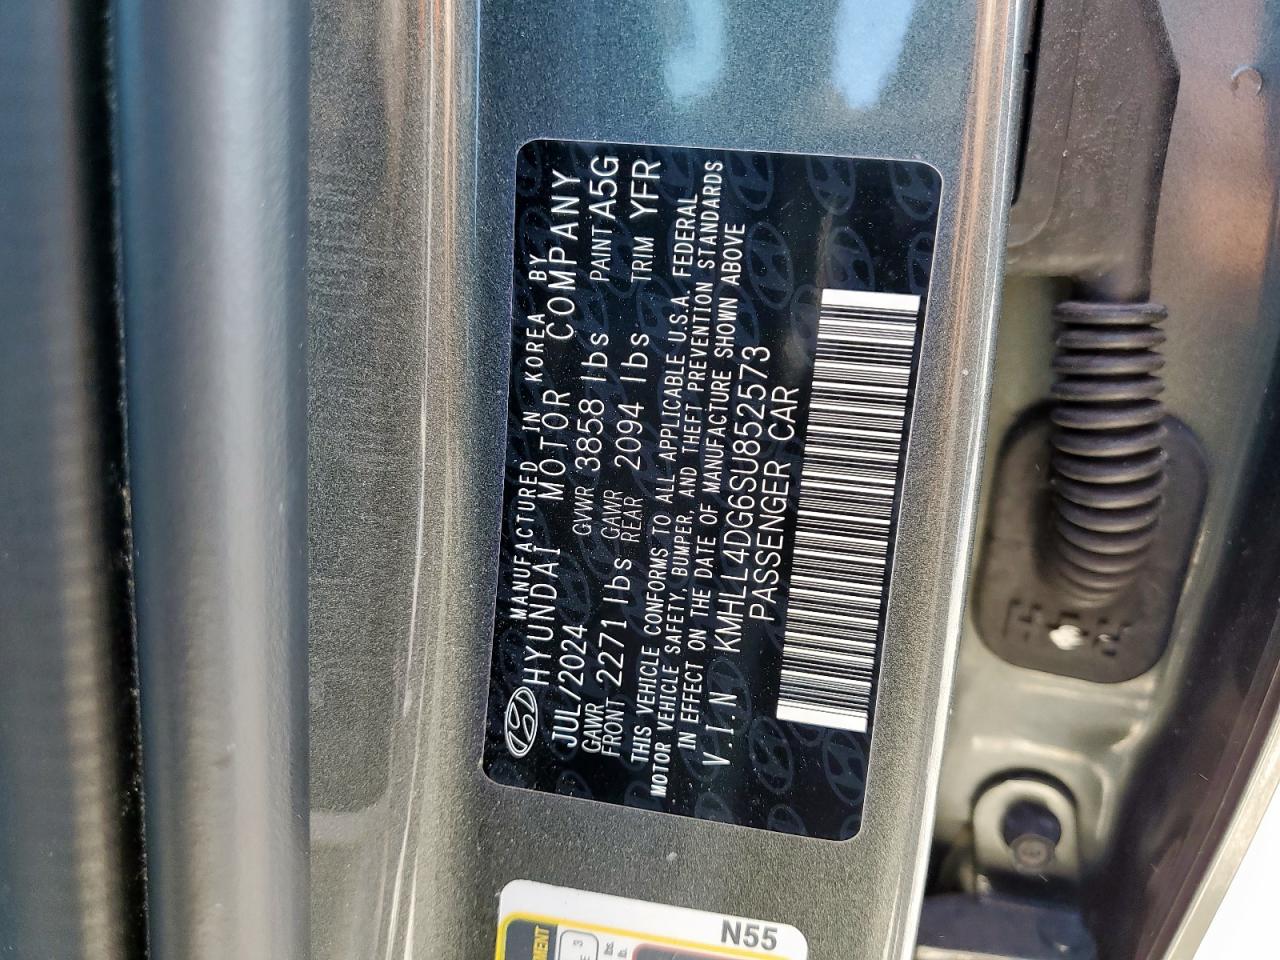 MANUFACTURED IN KOREA BY
HYUNDAI MOTOR COMPANY
JUL/2024 GVWR 3858 lbs PAINT A5G
GAWR FRONT 2271 lbs GAWR REAR 2094 lbs TRIM YFR
THIS VEHICLE CONFORMS TO ALL APPLICABLE U.S.A. FEDERAL
MOTOR VEHICLE SAFETY, BUMPER, AND THEFT PREVENTION STANDARDS
IN EFFECT ON THE DATE OF MANUFACTURE SHOWN ABOVE
V.I.N KMHLL4DG6SU852573
PASSENGER CAR
N55